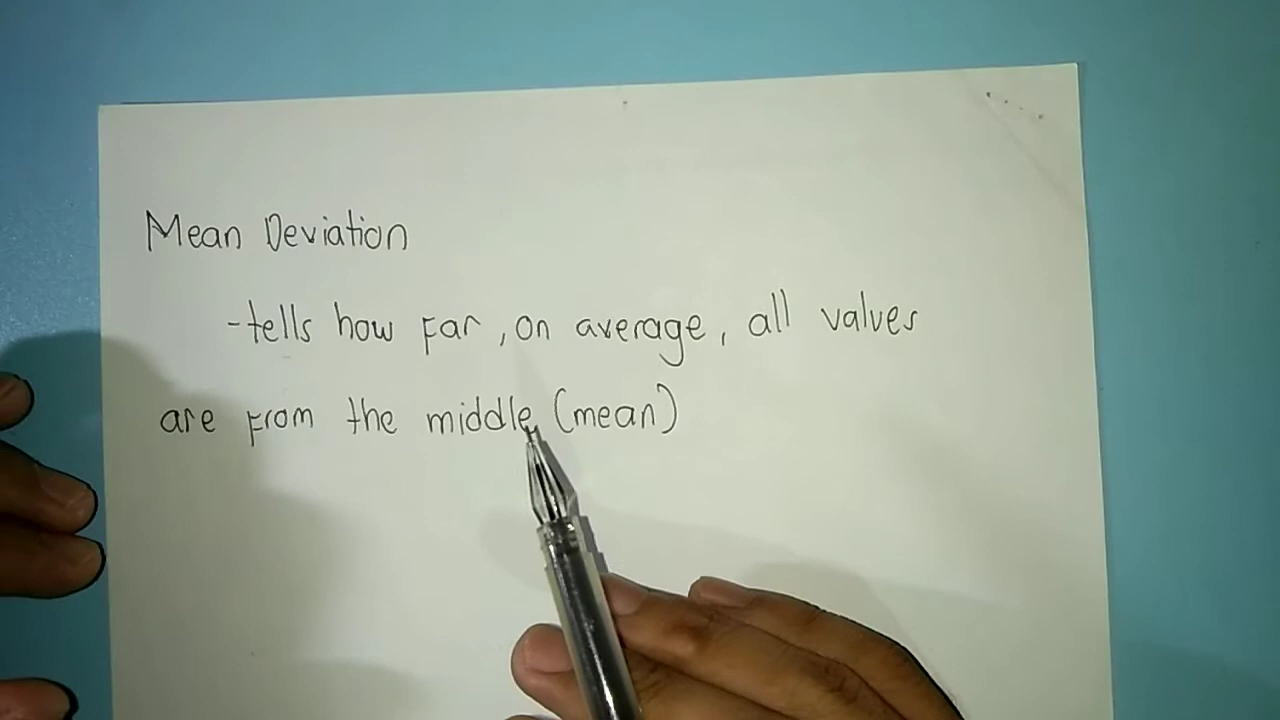 Mean Deviation
-tells how far, on average, all values
are from the middle (mean)